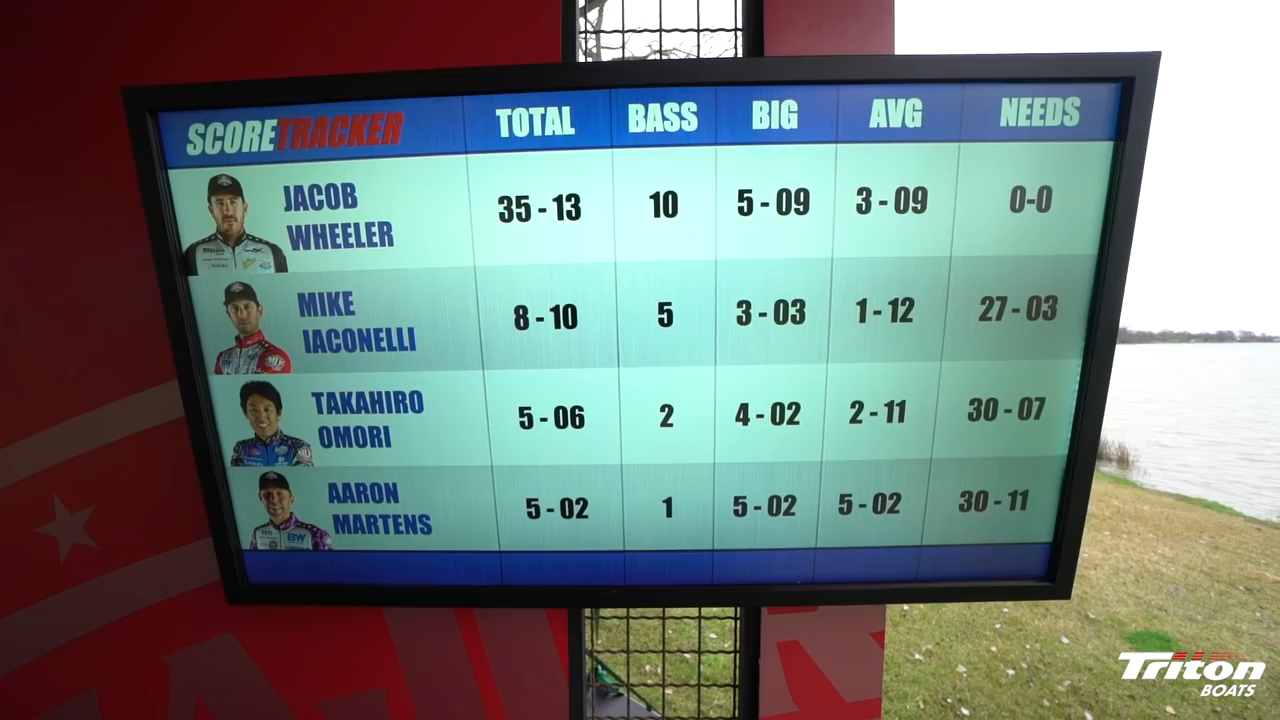 SCORETRACKER TOTAL BASS BIG AVG NEEDS
JACOB
WHEELER
35 - 13 10 5 - 09 3 - 09 0-0
MIKE
IACONELLI
8 - 10 5 3 - 03 1 - 12 27 - 03
TAKAHIRO
OMORI
5 - 06 2 4 - 02 2 - 11 30 - 07
AARON
MARTENS
5 - 02 1 5 - 02 5 - 02 30 - 11
Triton
BOATS